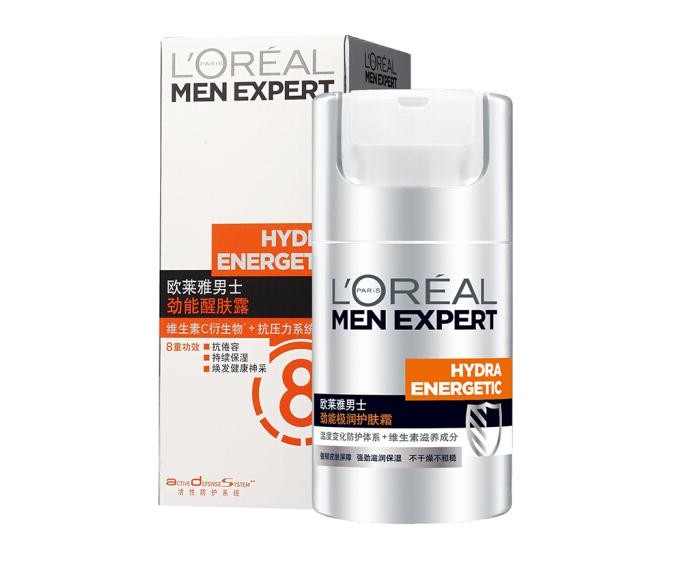 L'ORÉAL
PARIS
MEN EXPERT
HYDRA
ENERGETIC
欧莱雅男士
劲能醒肤露
维生素C衍生物*+抗压力系统
8重功效
抗倦容
持续保湿
焕发健康神采
8
ACTIVE DEFENSE SYSTEM**
活性防护系统
L'ORÉAL
PARIS
MEN EXPERT
HYDRA
ENERGETIC
欧莱雅男士
劲能极润护肤霜
温度变化防护体系+维生素滋养成分
强韧皮肤屏障 强劲滋润保湿 不干燥不粗糙